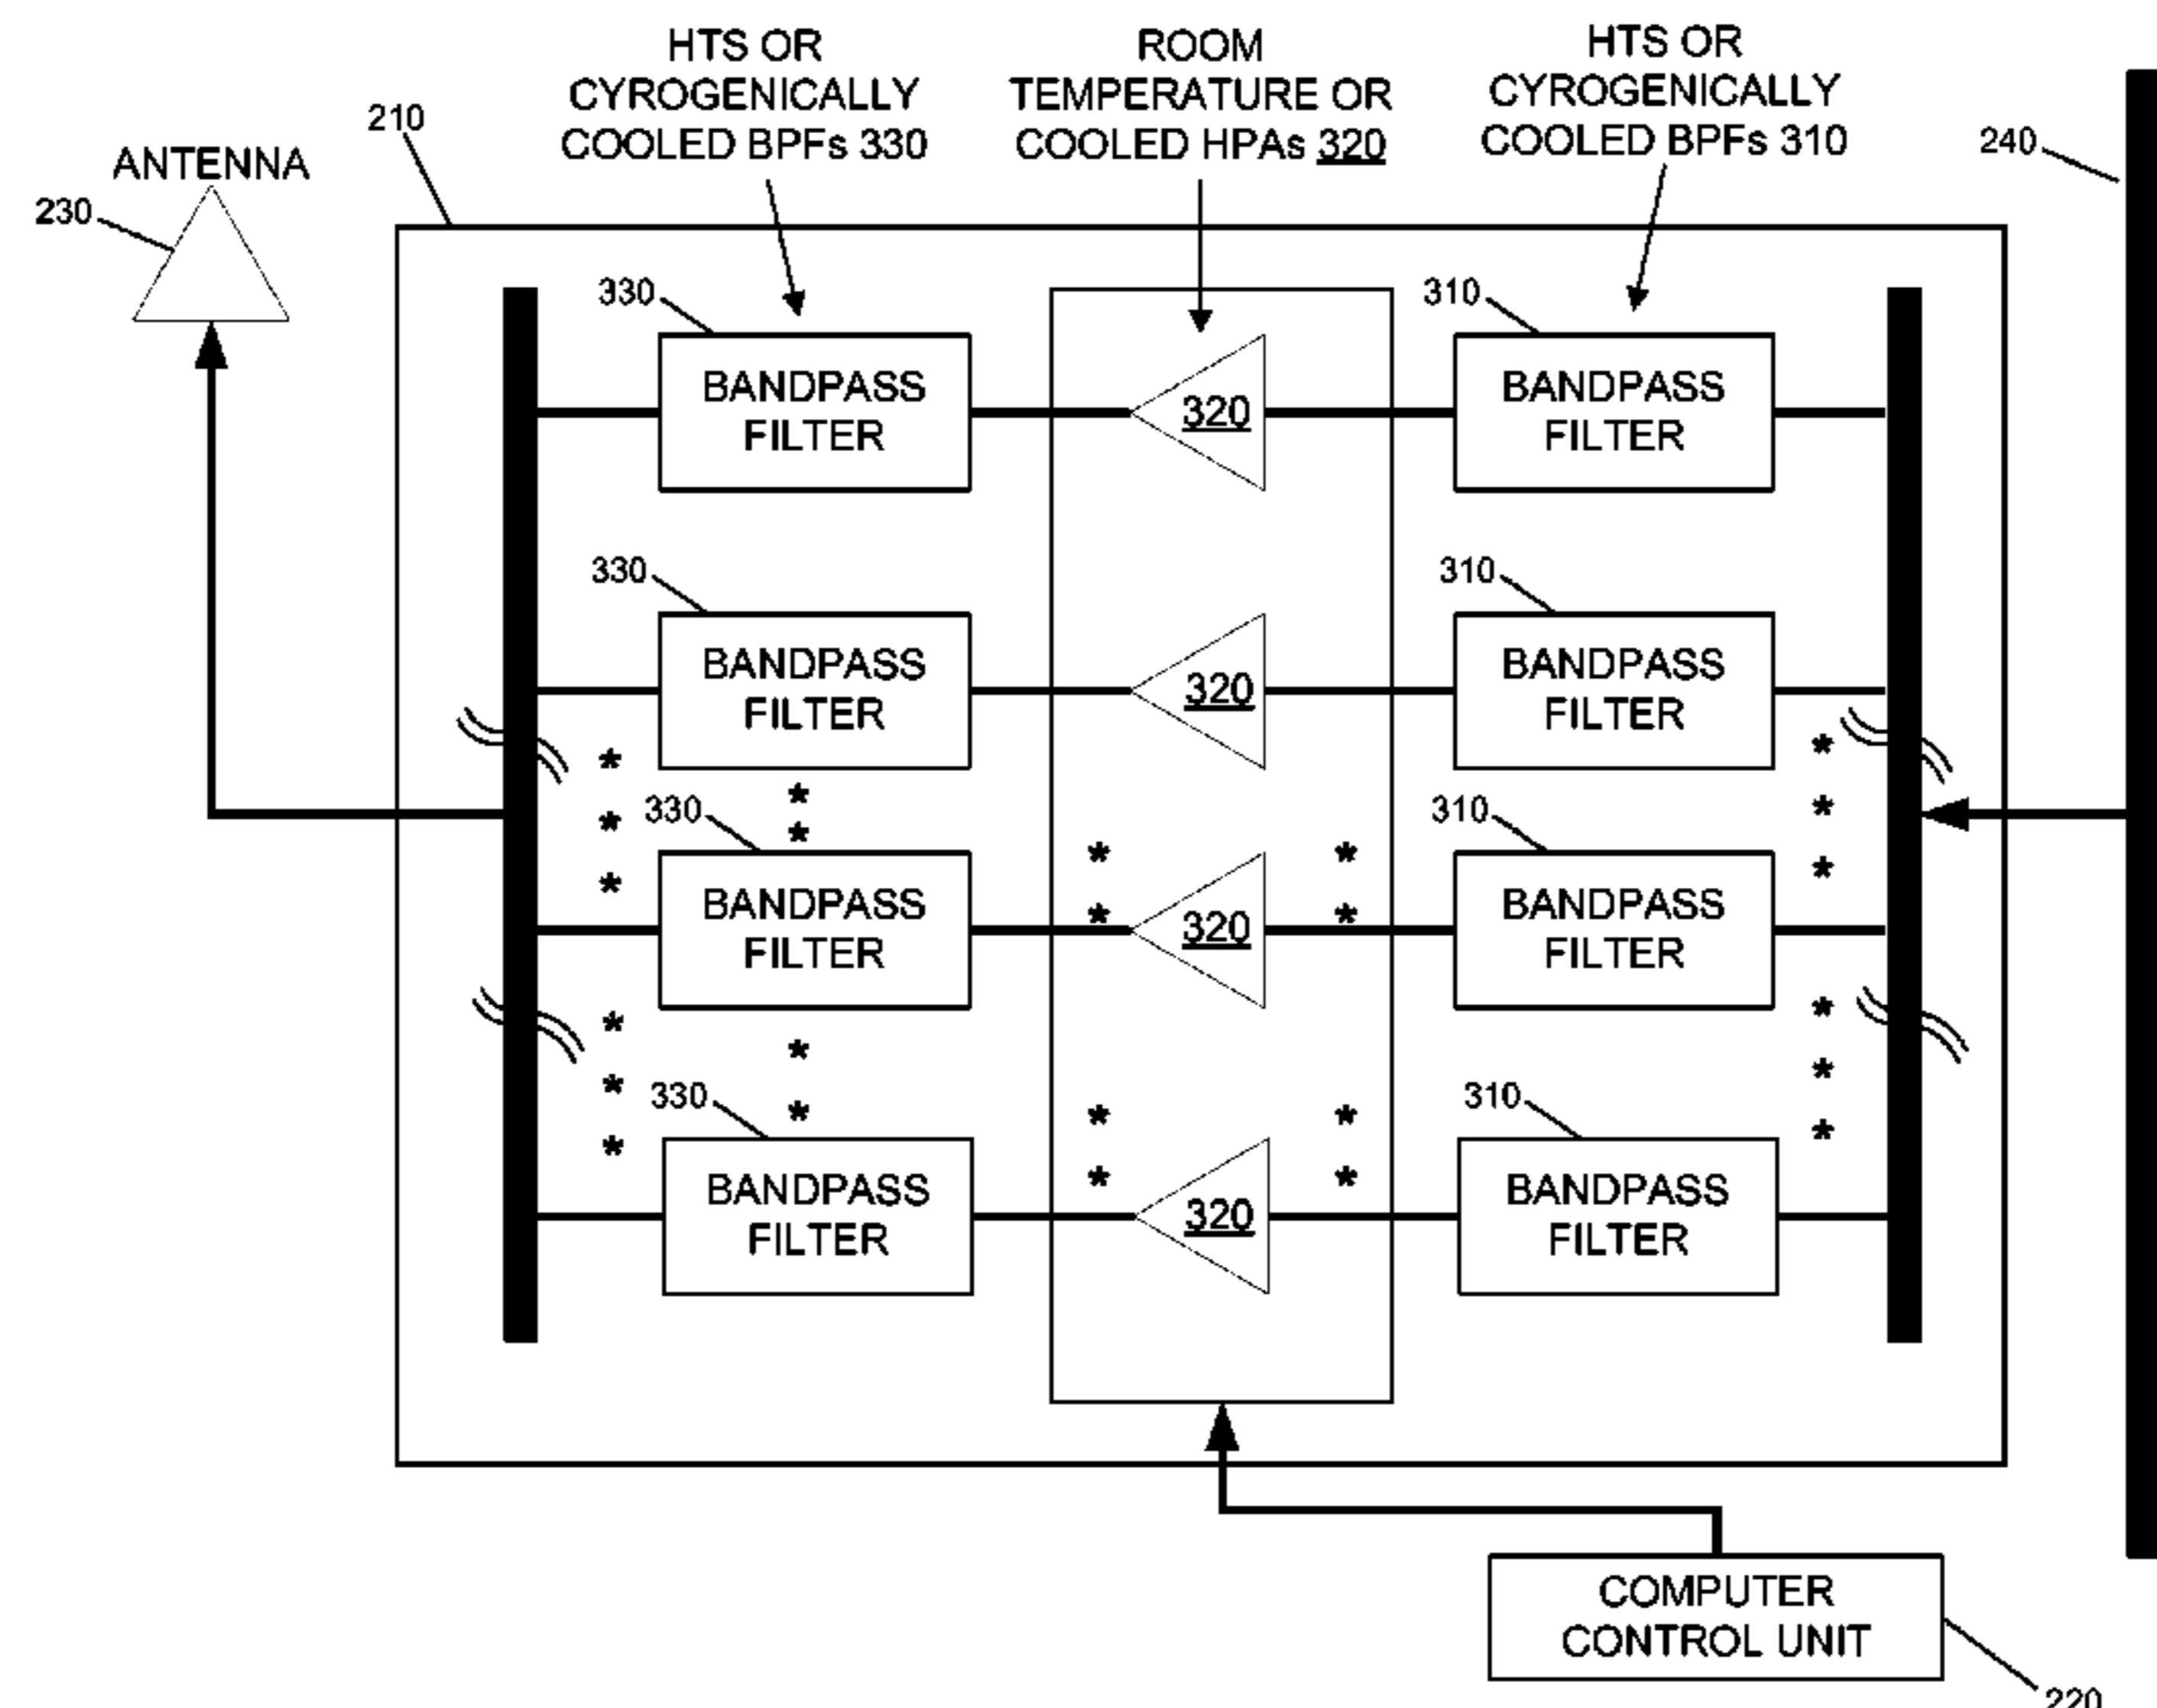 HTS OR
CYROGENICALLY
COOLED BPFs 330
ROOM
TEMPERATURE OR
COOLED HPAs 320
HTS OR
CYROGENICALLY
COOLED BPFs 310
210
240
ANTENNA
230
330
310
BANDPASS
FILTER
320
BANDPASS
FILTER
330
310
BANDPASS
FILTER
320
BANDPASS
FILTER
*
*
*
*
*
*
*
*
330
310
BANDPASS
FILTER
*
*
320
*
*
BANDPASS
FILTER
*
*
*
*
*
*
*
*
330
310
BANDPASS
FILTER
*
*
320
*
*
BANDPASS
FILTER
COMPUTER
CONTROL UNIT
220